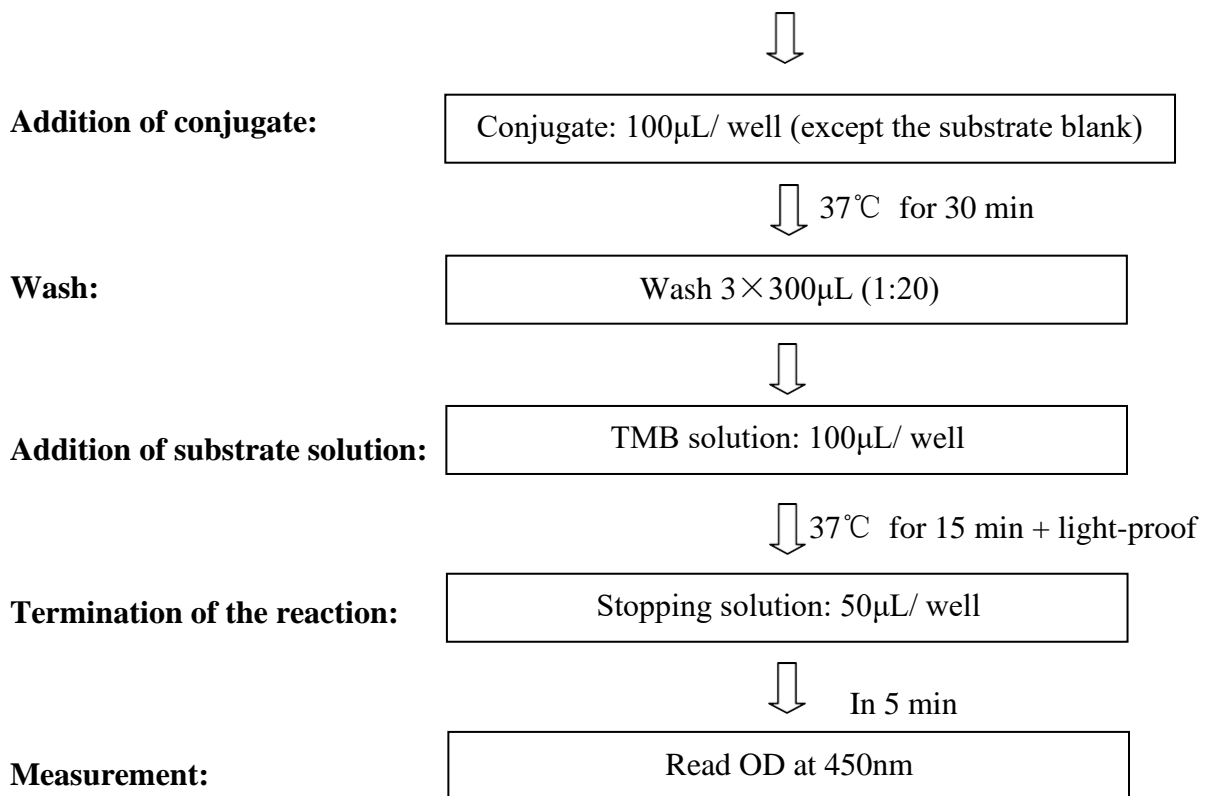 Addition of conjugate:
Conjugate: 100μL/ well (except the substrate blank)
37℃ for 30 min
Wash:
Wash 3×300μL (1:20)
Addition of substrate solution:
TMB solution: 100μL/ well
37℃ for 15 min + light-proof
Termination of the reaction:
Stopping solution: 50μL/ well
In 5 min
Measurement:
Read OD at 450nm